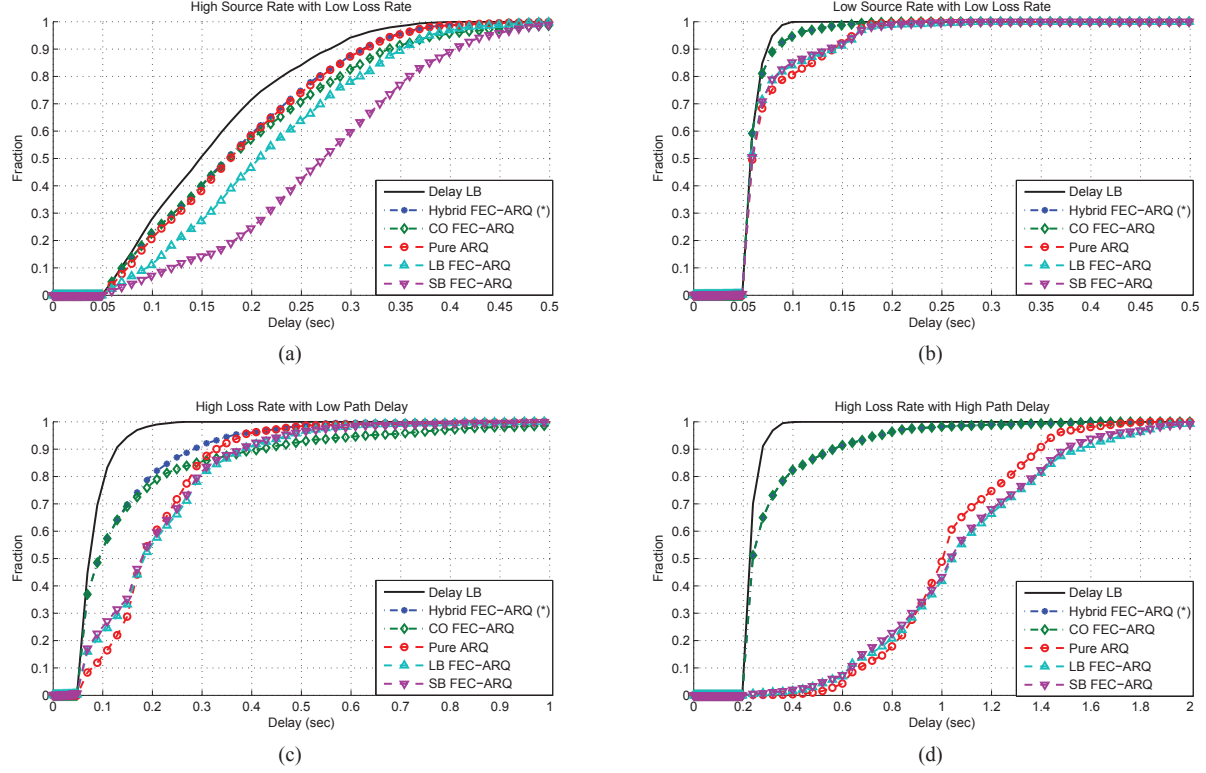 High Source Rate with Low Loss Rate
1
0.9
0.8
0.7
0.6
0.5
0.4
0.3
0.2
0.1
0
Fraction
0 0.05 0.1 0.15 0.2 0.25 0.3 0.35 0.4 0.45 0.5
Delay (sec)
Delay LB
Hybrid FEC−ARQ (*)
CO FEC−ARQ
Pure ARQ
LB FEC−ARQ
SB FEC−ARQ
(a)
Low Source Rate with Low Loss Rate
1
0.9
0.8
0.7
0.6
0.5
0.4
0.3
0.2
0.1
0
Fraction
0 0.05 0.1 0.15 0.2 0.25 0.3 0.35 0.4 0.45 0.5
Delay (sec)
Delay LB
Hybrid FEC−ARQ (*)
CO FEC−ARQ
Pure ARQ
LB FEC−ARQ
SB FEC−ARQ
(b)
High Loss Rate with Low Path Delay
1
0.9
0.8
0.7
0.6
0.5
0.4
0.3
0.2
0.1
0
Fraction
0 0.1 0.2 0.3 0.4 0.5 0.6 0.7 0.8 0.9 1
Delay (sec)
Delay LB
Hybrid FEC−ARQ (*)
CO FEC−ARQ
Pure ARQ
LB FEC−ARQ
SB FEC−ARQ
(c)
High Loss Rate with High Path Delay
1
0.9
0.8
0.7
0.6
0.5
0.4
0.3
0.2
0.1
0
Fraction
0 0.2 0.4 0.6 0.8 1 1.2 1.4 1.6 1.8 2
Delay (sec)
Delay LB
Hybrid FEC−ARQ (*)
CO FEC−ARQ
Pure ARQ
LB FEC−ARQ
SB FEC−ARQ
(d)